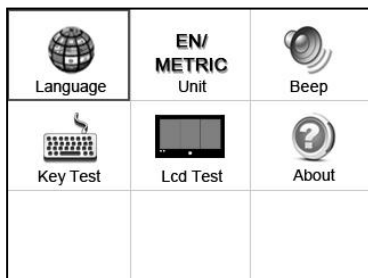 Language
EN/
METRIC
Unit
Beep
Key Test
Lcd Test
About